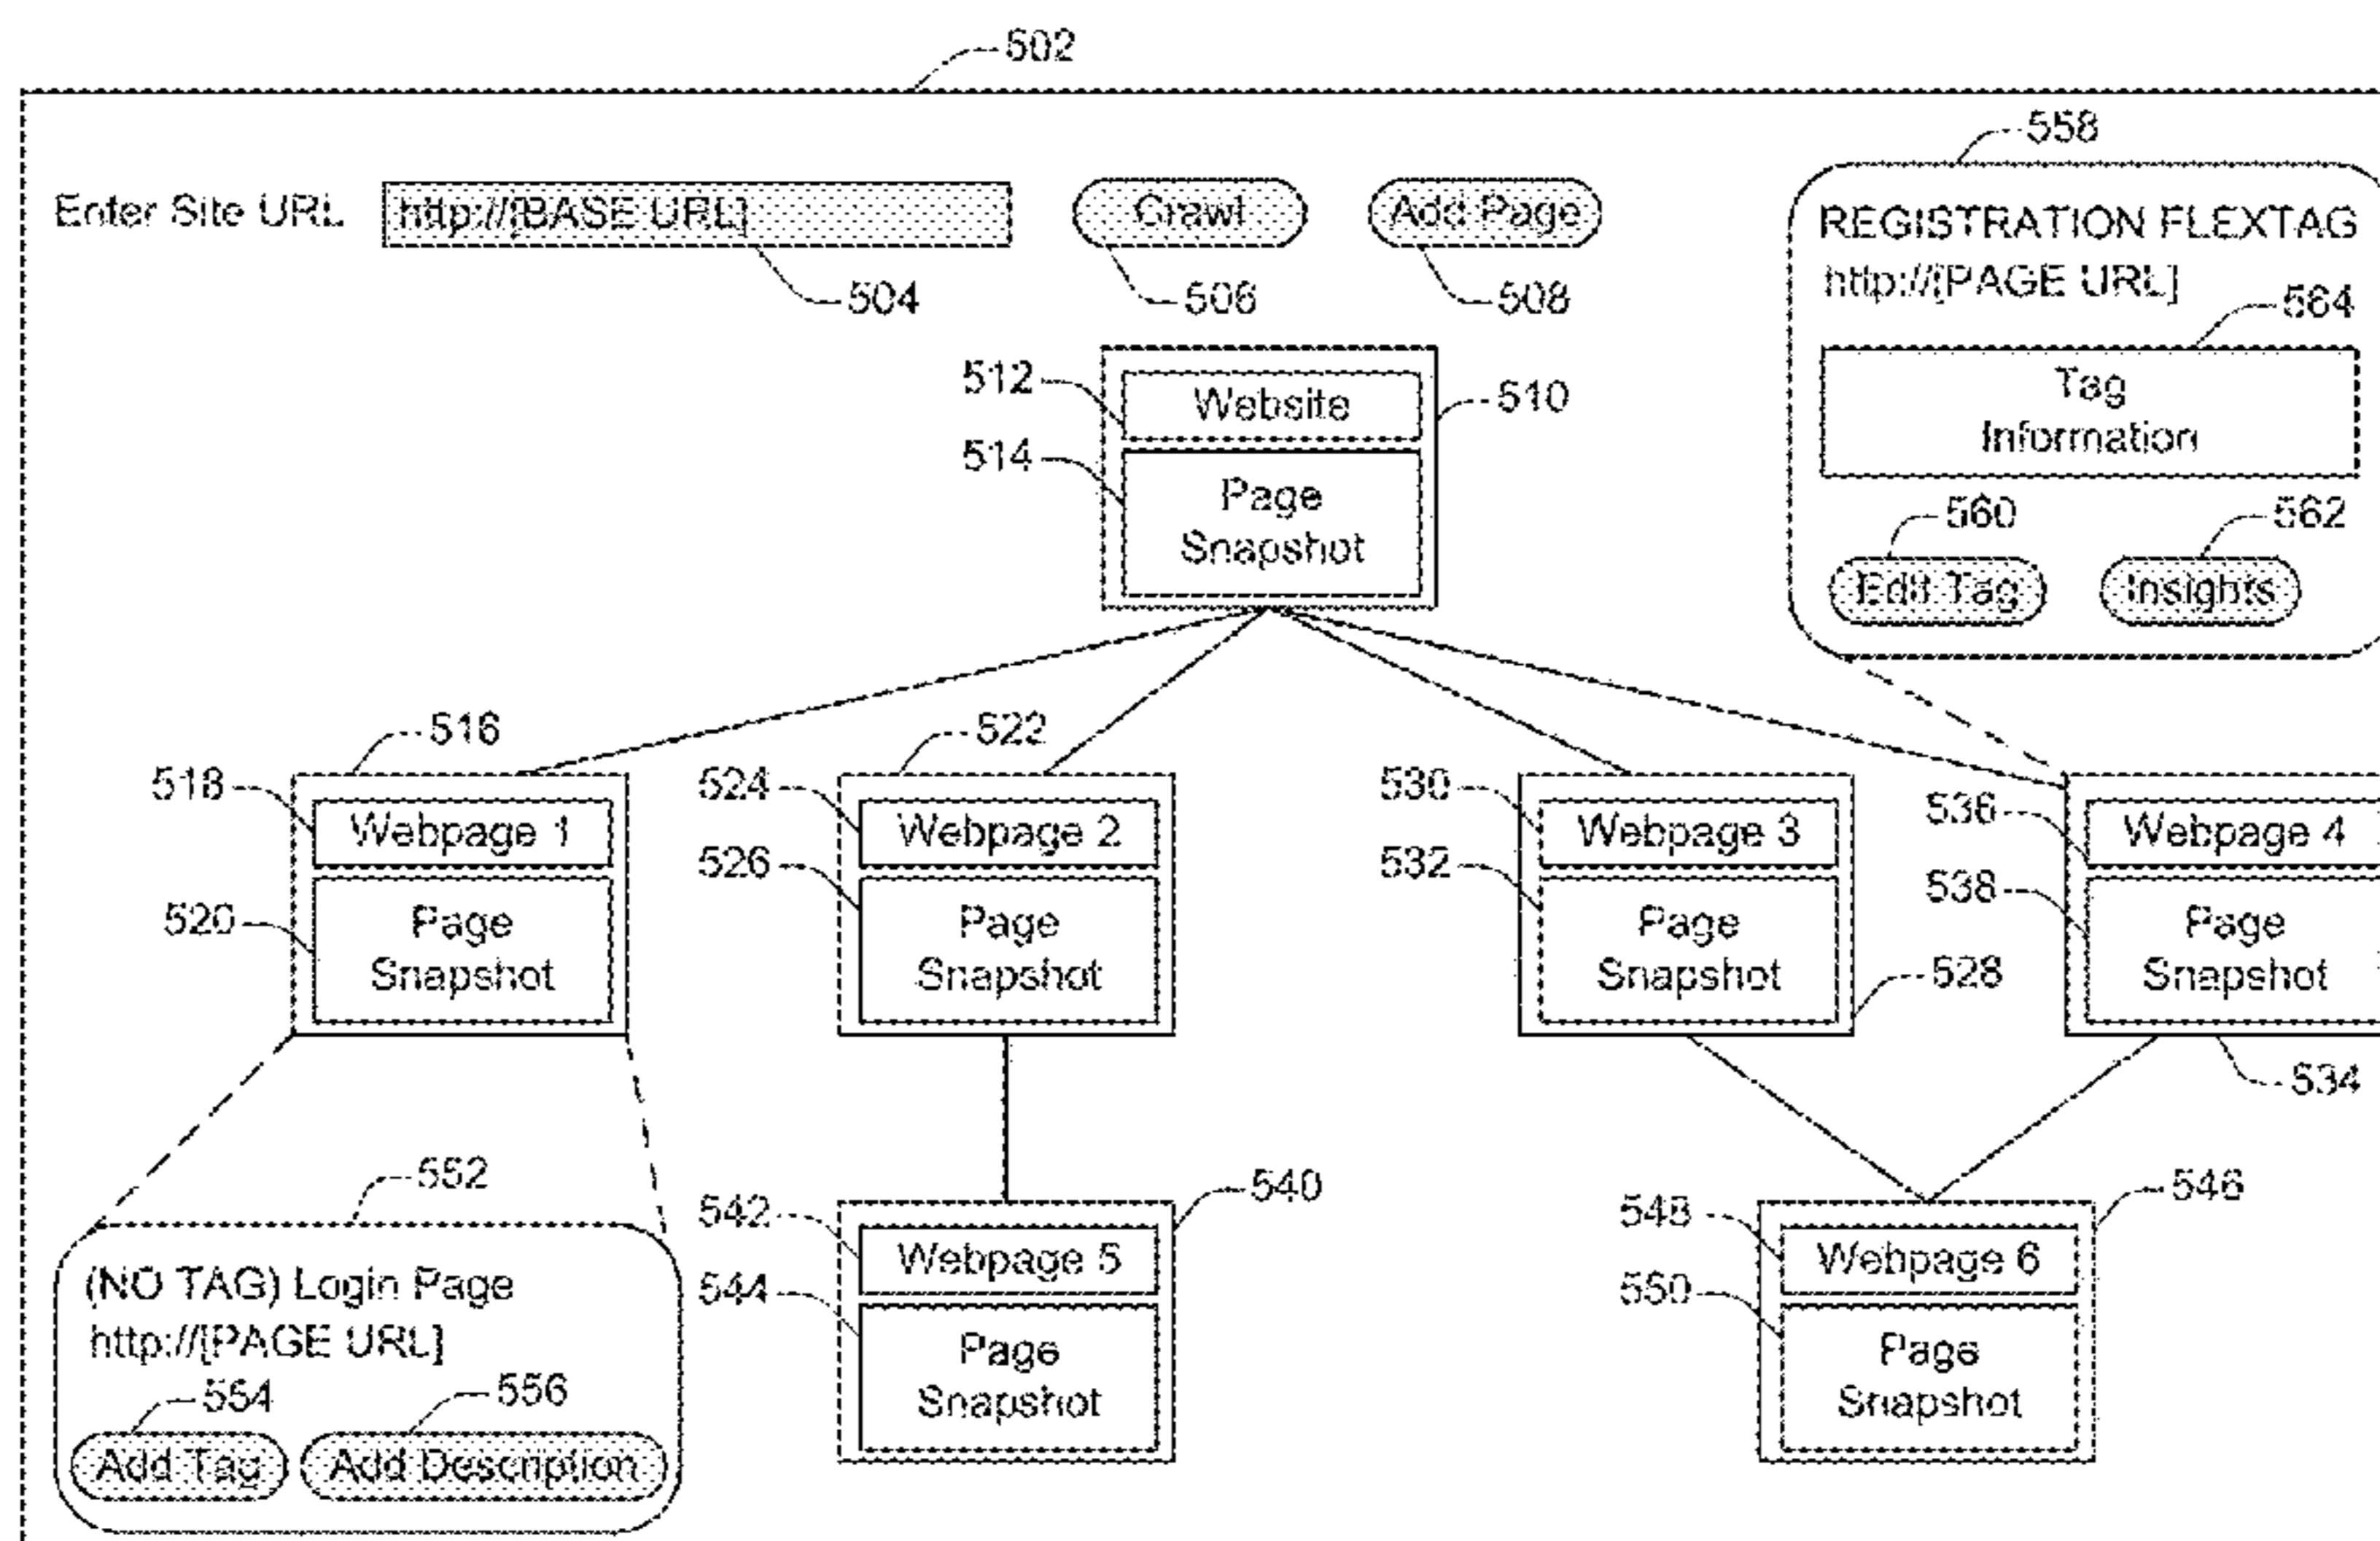 502
558
Enter Site URL http://[BASE URL] Crawl Add Page
504 506 508
REGISTRATION FLEXTAG
http://[PAGE URL]
564
Tag
Information
560 562
Edit Tag Insights
512 Website 510
514 Page
Snapshot
516 522
518 Webpage 1 524 Webpage 2 530 Webpage 3 536 Webpage 4
520 Page 526 Page 532 Page 538 Page
Snapshot Snapshot Snapshot 528 Snapshot
534
552
(NO TAG) Login Page
http://[PAGE URL]
554 556
Add Tag Add Description
540
542 Webpage 5
544 Page
Snapshot
546
548 Webpage 6
550 Page
Snapshot